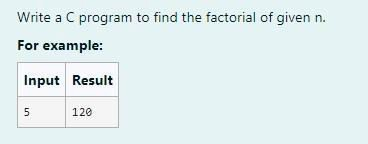 Write a C program to find the factorial of given n.
For example:
Input Result
5 120